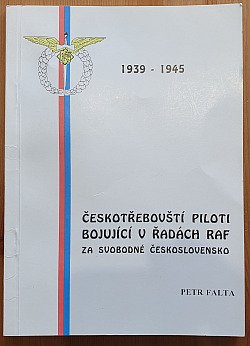 1939 - 1945
ČESKOTŘEBOVŠTÍ PILOTI
BOJUJÍCÍ V ŘADÁCH RAF
ZA SVOBODNÉ ČESKOSLOVENSKO
PETR FALTA